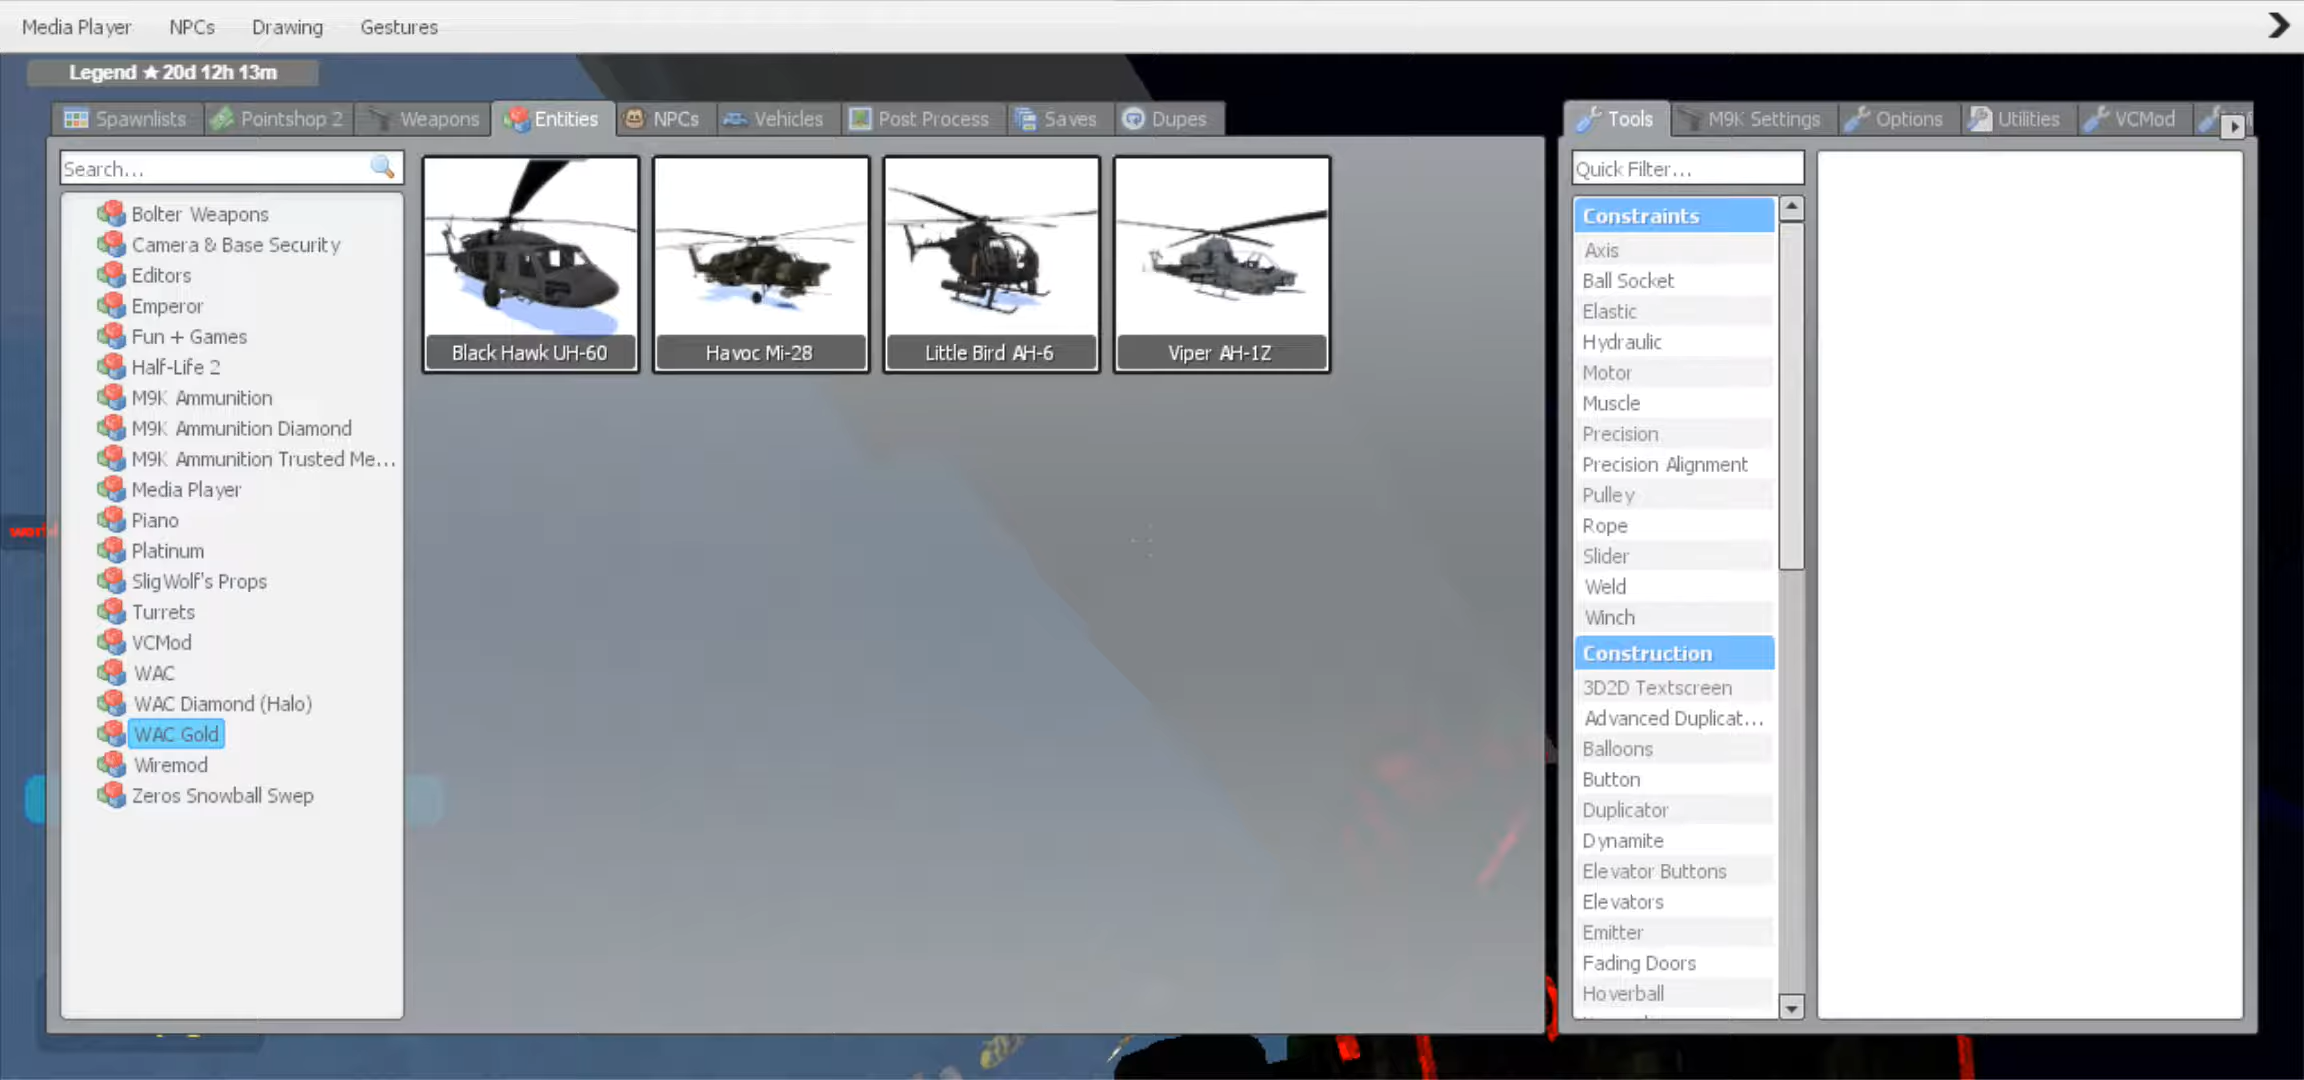 Media Player NPCs Drawing Gestures
Legend ★ 20d 12h 13m
Spawnlists Pointshop 2 Weapons Entities NPCs Vehicles Post Process Saves Dupes
Search...
Bolter Weapons
Camera & Base Security
Editors
Emperor
Fun + Games
Half-Life 2
M9K Ammunition
M9K Ammunition Diamond
M9K Ammunition Trusted Me...
Media Player
Piano
Platinum
SligWolf's Props
Turrets
VCMod
WAC
WAC Diamond (Halo)
WAC Gold
Wiremod
Zeros Snowball Swep
Black Hawk UH-60
Havoc Mi-28
Little Bird AH-6
Viper AH-1Z
Tools M9K Settings Options Utilities VCMod
Quick Filter...
Constraints
Axis
Ball Socket
Elastic
Hydraulic
Motor
Muscle
Precision
Precision Alignment
Pulley
Rope
Slider
Weld
Winch
Construction
3D2D Textscreen
Advanced Duplicat...
Balloons
Button
Duplicator
Dynamite
Elevator Buttons
Elevators
Emitter
Fading Doors
Hoverball